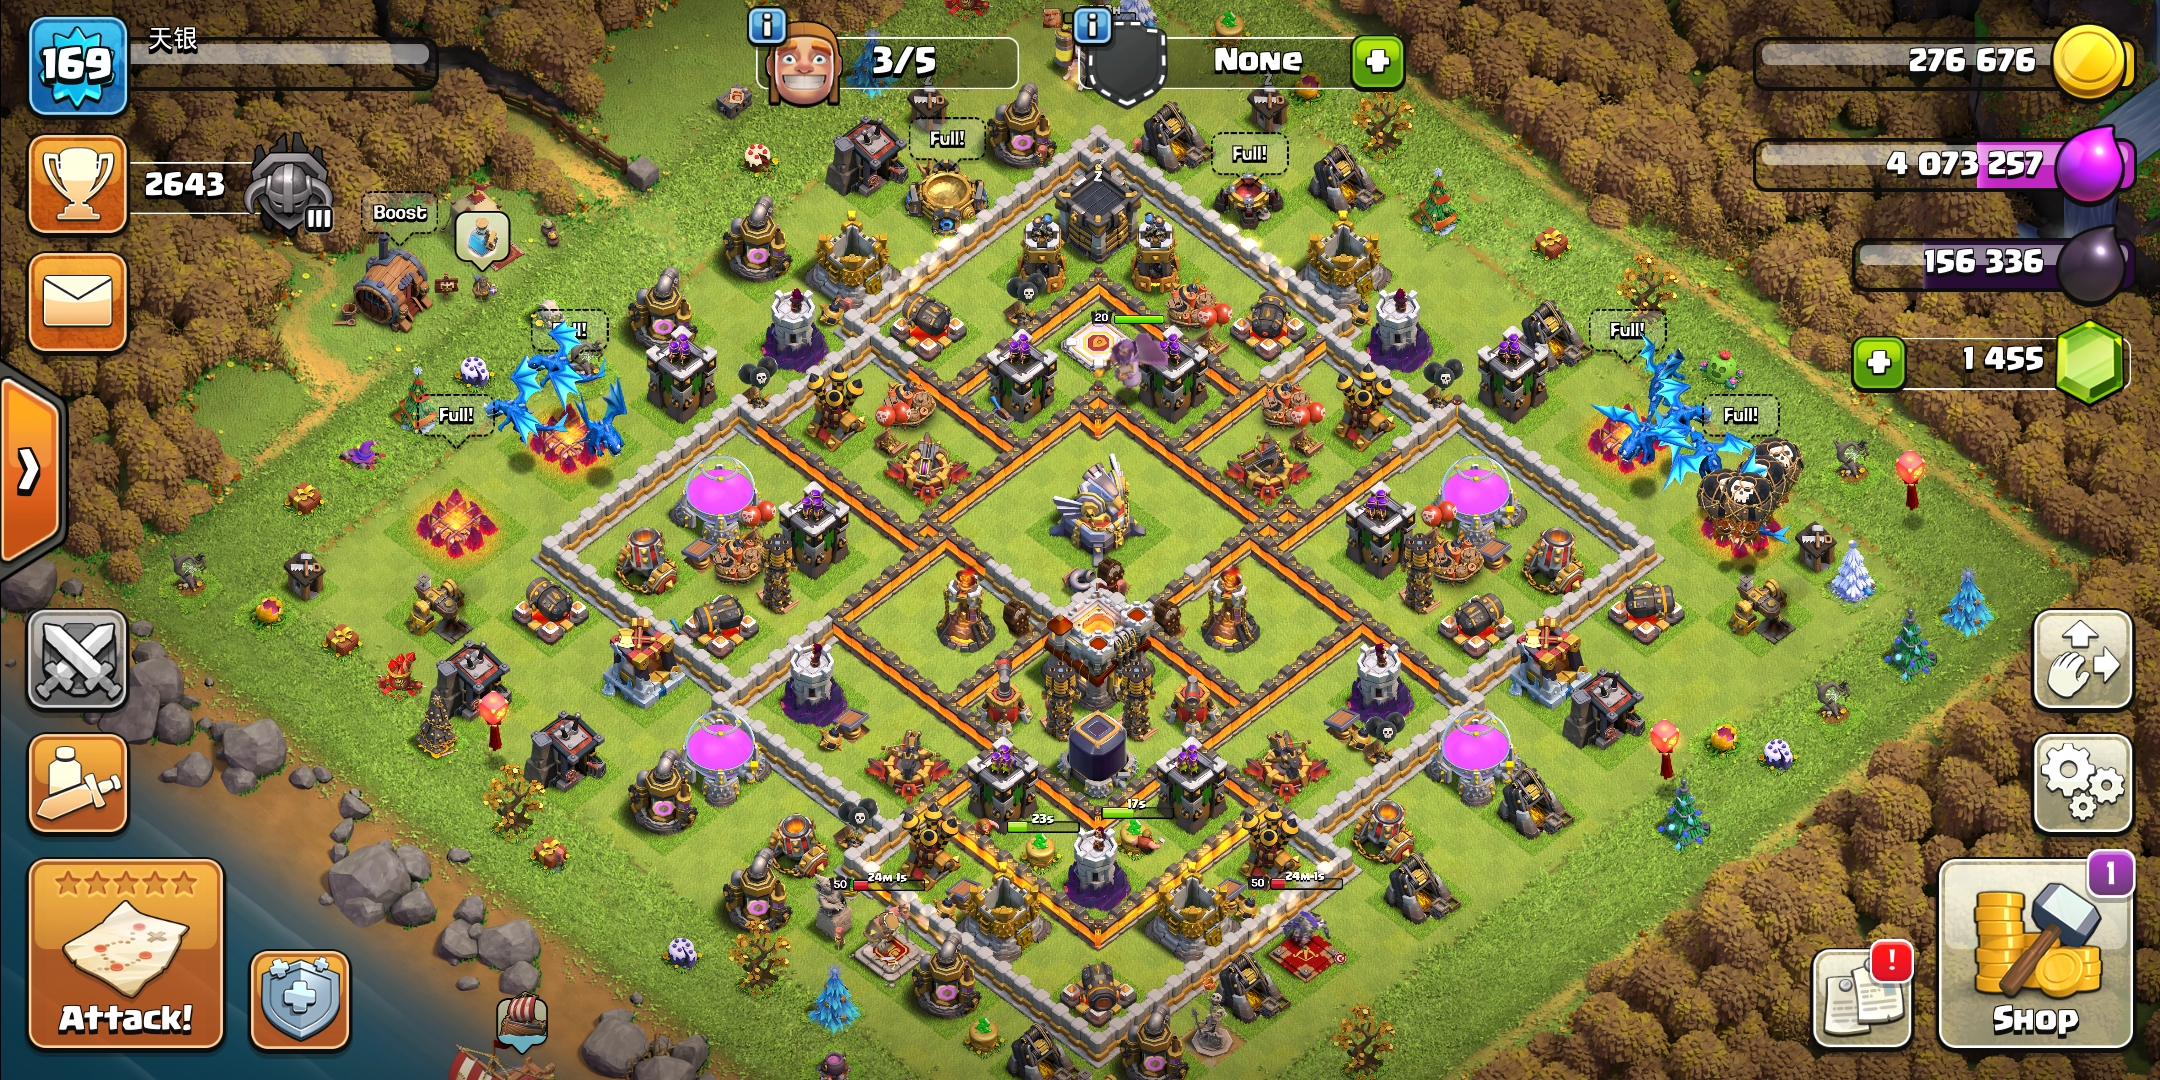 169
天银
3/5
None
276 676
4 073 257
156 336
1 455
2643
III
Boost
Full!
Full!
Full!
Full!
Full!
20
z
23s
17s
50
24m 1s
50
24m 1s
Attack!
1
!
Shop